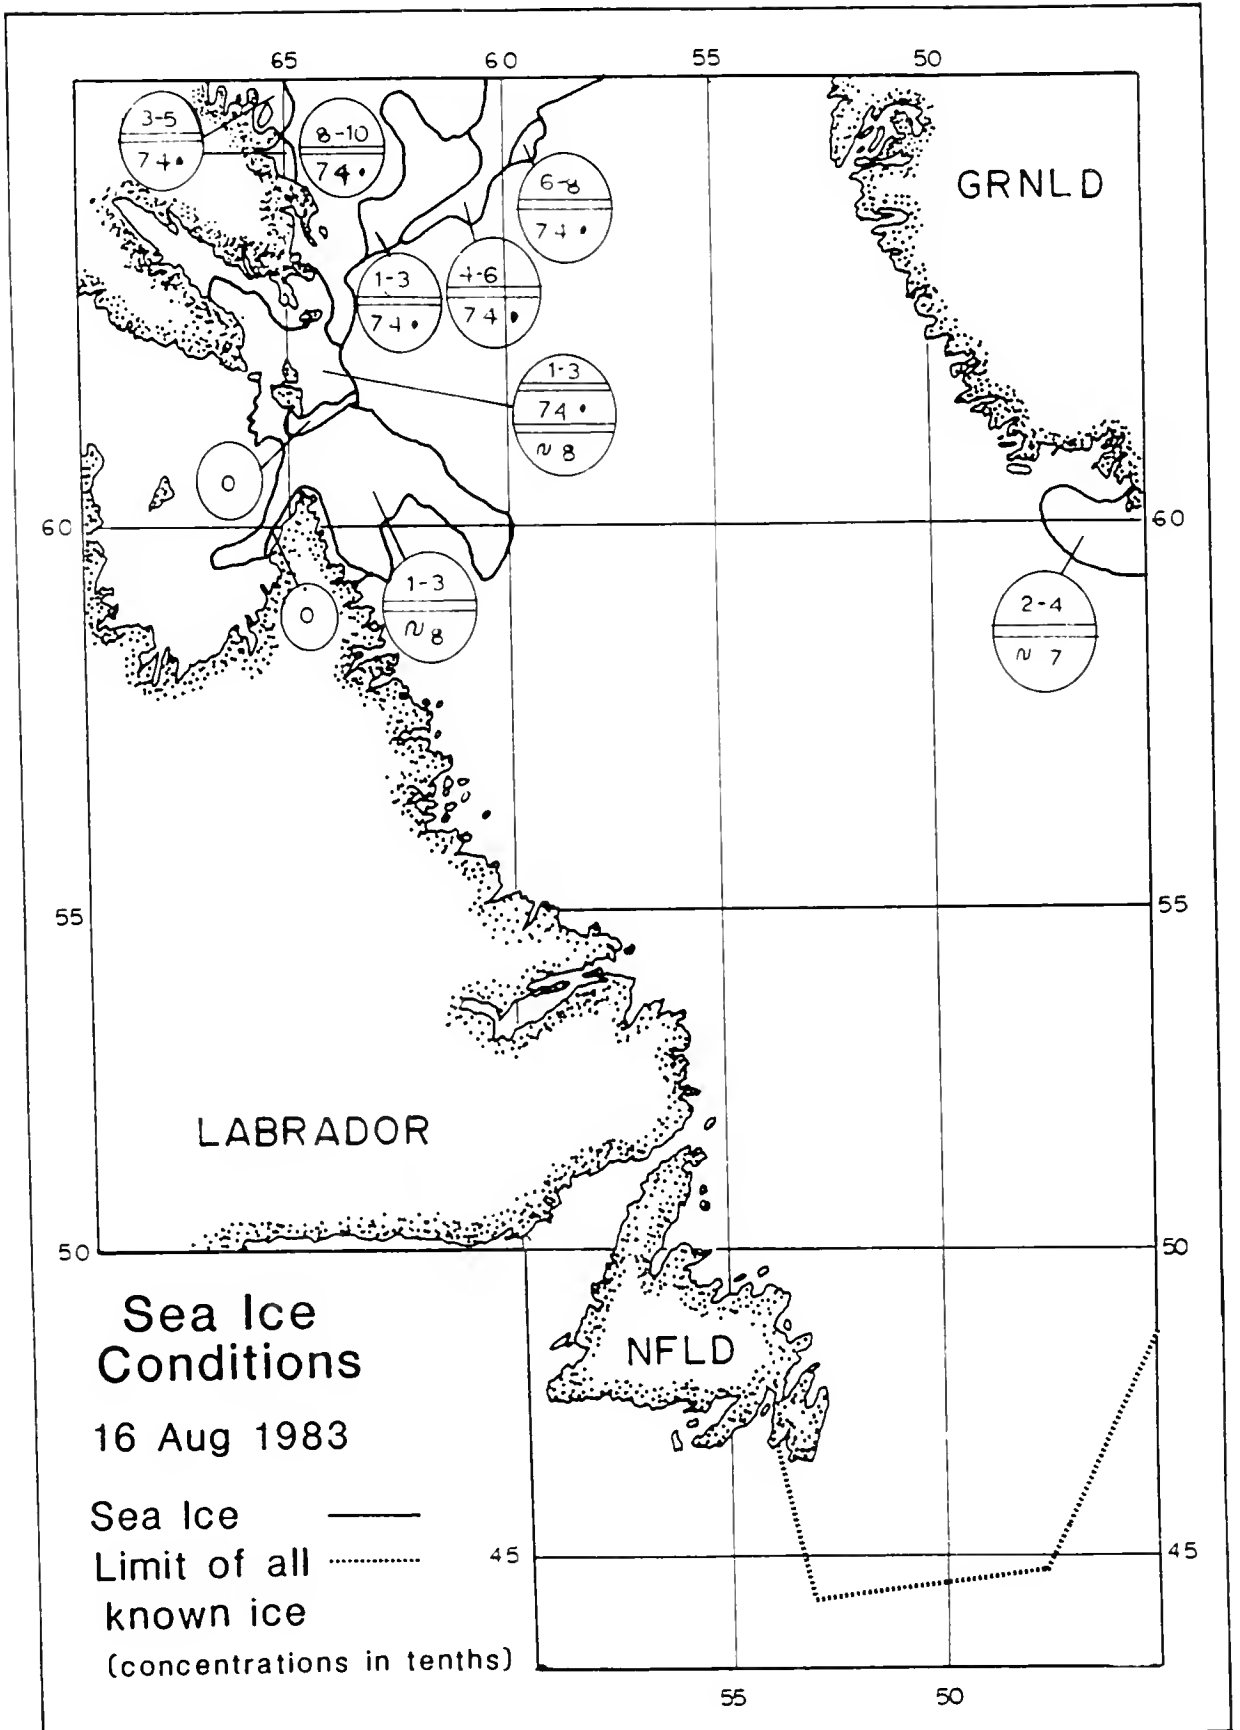 65 60 55 50
3-5
74•
8-10
74•
6-8
74•
GRNLD
1-3
74•
4-6
74•
1-3
74•
~8
0
60 60
1-3
~8
0
2-4
~7
55 55
LABRADOR
50 50
NFLD
Sea Ice
Conditions
16 Aug 1983
Sea Ice
Limit of all
known ice
(concentrations in tenths)
45 45
55 50